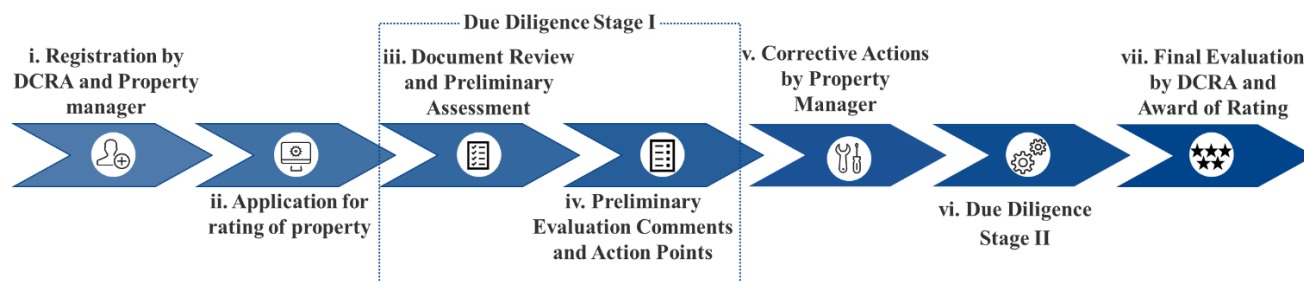 Due Diligence Stage I
i. Registration by
DCRA and Property
manager
ii. Application for
rating of property
iii. Document Review
and Preliminary
Assessment
iv. Preliminary
Evaluation Comments
and Action Points
v. Corrective Actions
by Property
Manager
vi. Due Diligence
Stage II
vii. Final Evaluation
by DCRA and
Award of Rating